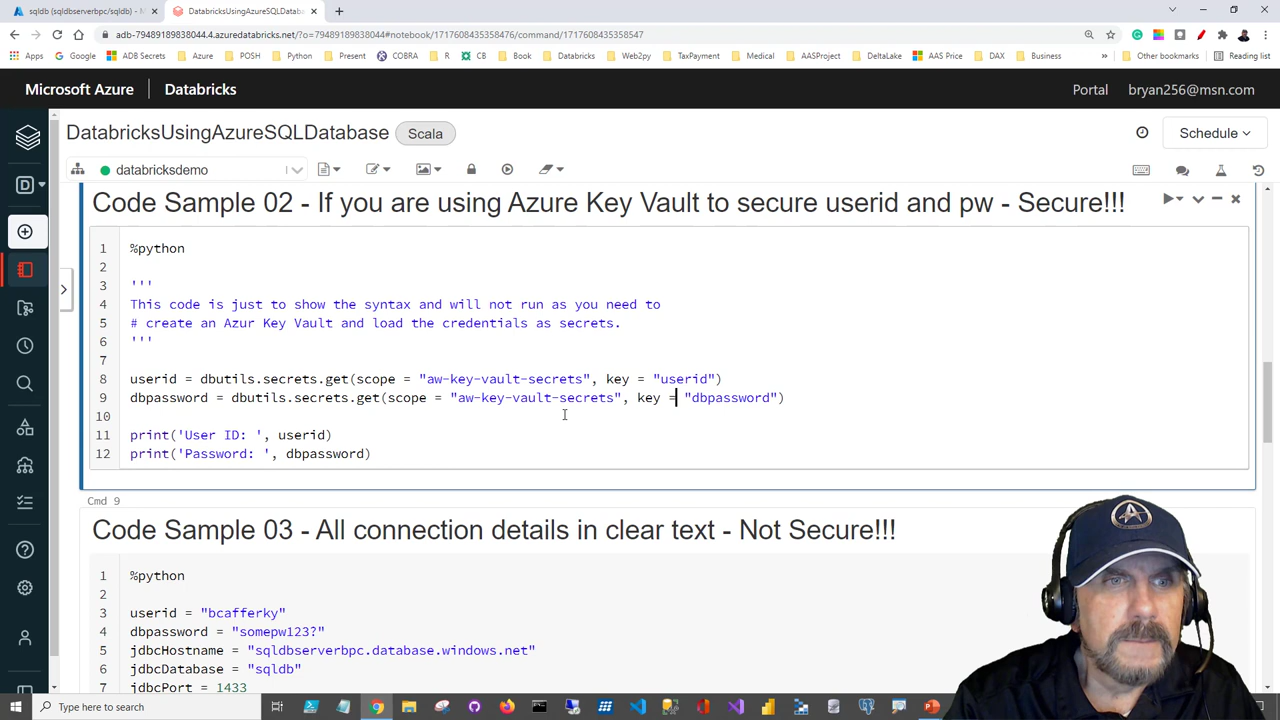 sqldb (sqldbserverbpc/sqldb) - M
DatabricksUsingAzureSQLDatab
adb-79489189838044.4.azuredatabricks.net/?o=79489189838044#notebook/1717608435358476/command/1717608435358547
Apps Google ADB Secrets Azure POSH Python Present COBRA R CB Book Databricks Web2py TaxPayment Medical AASProject DeltaLake AAS Price DAX Business » Other bookmarks Reading list
Microsoft Azure Databricks Portal bryan256@msn.com
DatabricksUsingAzureSQLDatabase Scala Schedule
D databricksdemo
Code Sample 02 - If you are using Azure Key Vault to secure userid and pw - Secure!!!
1 %python
2
3 '''
4 This code is just to show the syntax and will not run as you need to
5 # create an Azur Key Vault and load the credentials as secrets.
6 '''
7
8 userid = dbutils.secrets.get(scope = "aw-key-vault-secrets", key = "userid")
9 dbpassword = dbutils.secrets.get(scope = "aw-key-vault-secrets", key = "dbpassword")
10
11 print('User ID: ', userid)
12 print('Password: ', dbpassword)
Cmd 9
Code Sample 03 - All connection details in clear text - Not Secure!!!
1 %python
2
3 userid = "bcafferky"
4 dbpassword = "somepw123?"
5 jdbcHostname = "sqldbserverbpc.database.windows.net"
6 jdbcDatabase = "sqldb"
7 jdbcPort = 1433
Type here to search